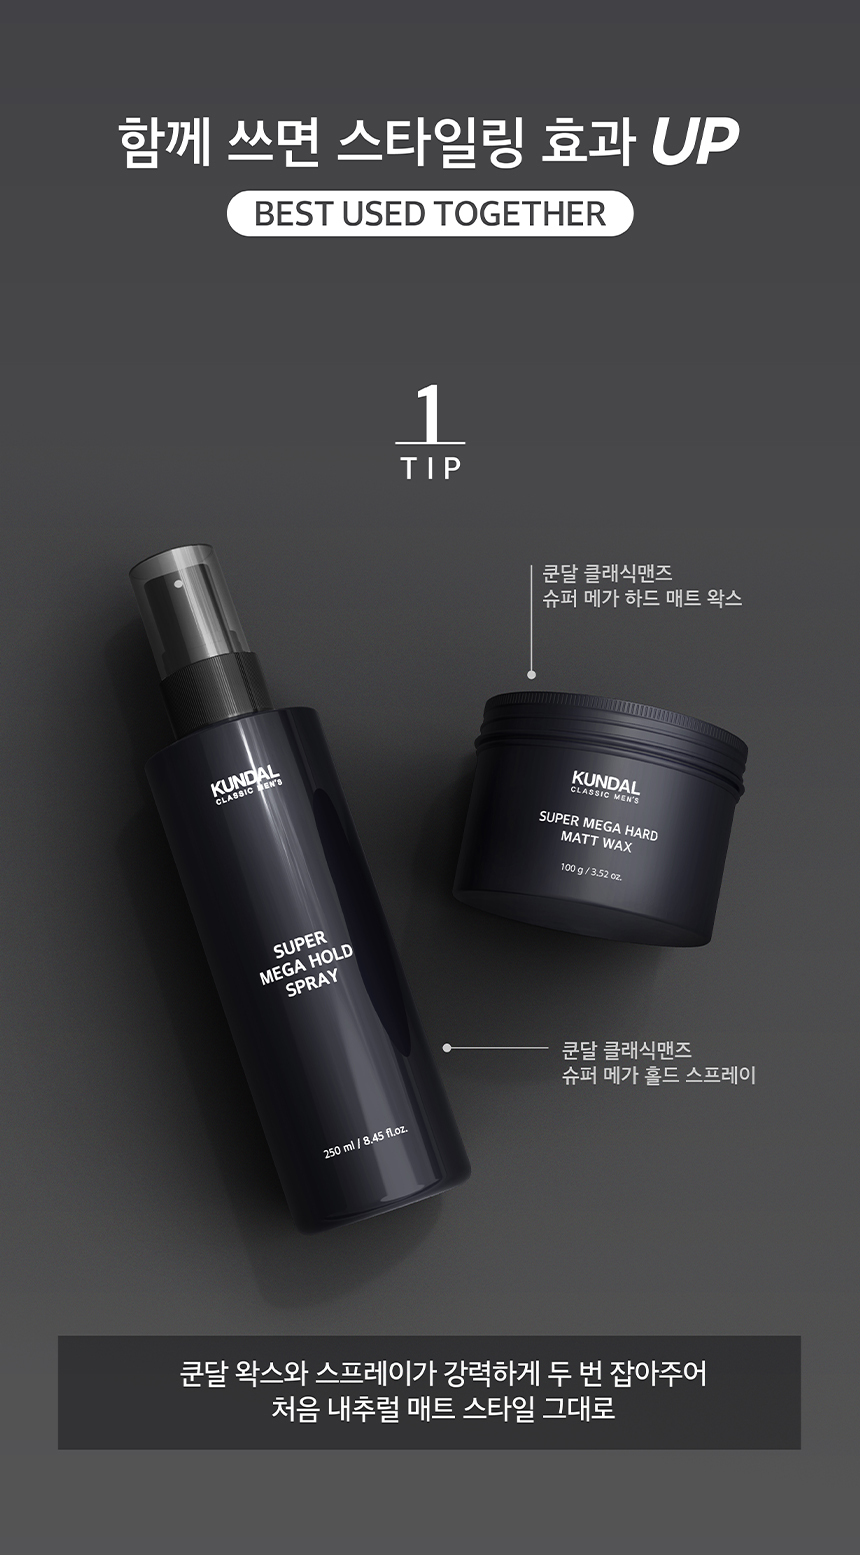 함께 쓰면 스타일링 효과 UP
BEST USED TOGETHER
1
TIP
쿤달 클래식맨즈
슈퍼 메가 하드 매트 왁스
KUNDAL
CLASSIC MEN'S
SUPER MEGA HARD
MATT WAX
100 g / 3.52 oz.
KUNDAL
CLASSIC MEN'S
SUPER
MEGA HOLD
SPRAY
250 ml / 8.45 fl.oz.
쿤달 클래식맨즈
슈퍼 메가 홀드 스프레이
쿤달 왁스와 스프레이가 강력하게 두 번 잡아주어
처음 내추럴 매트 스타일 그대로